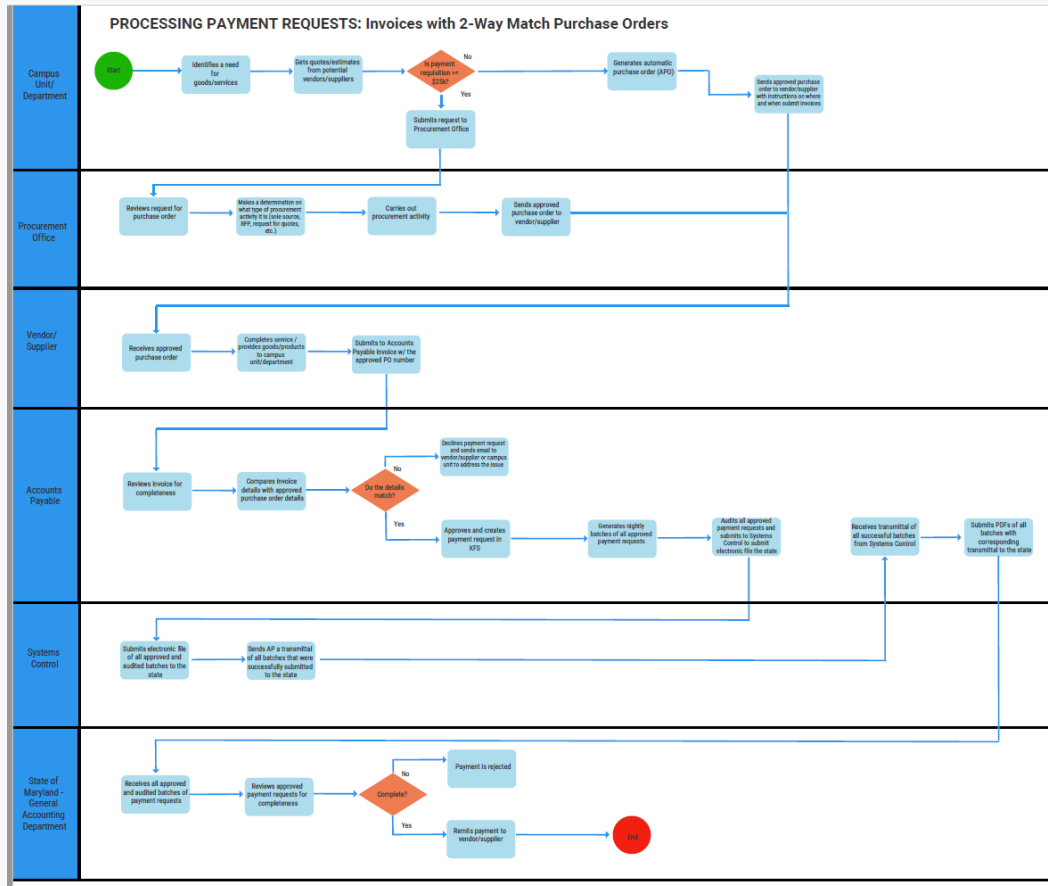 PROCESSING PAYMENT REQUESTS: Invoices with 2-Way Match Purchase Orders
Campus
Unit/
Department
Start
Identifies a need
for
goods/services
Gets quotes/estimates
from potential
vendors/suppliers
Is payment
requisition >=
$25k?
No
Yes
Generates automatic
purchase order (APO)
Sends approved purchase
order to vendor/supplier
with instructions on where
and when submit invoices
Submits request to
Procurement Office
Procurement
Office
Reviews request for
purchase order
Makes a determination on
what type of procurement
activity it is (sole source,
RFP, request for quotes,
etc.)
Carries out
procurement activity
Sends approved
purchase order to
vendor/supplier
Vendor/
Supplier
Receives approved
purchase order
Completes service /
provides goods/products
to campus
unit/department
Submits to Accounts
Payable invoice w/ the
approved PO number
Accounts
Payable
Reviews invoice for
completeness
Compares invoice
details with approved
purchase order details
Do the details
match?
No
Declines payment request
and sends email to
vendor/supplier or campus
unit to address the issue
Yes
Approves and creates
payment request in
KFS
Generates nightly
batches of all approved
payment requests
Audits all approved
payment requests and
submits to Systems
Control to submit
electronic file the state
Receives transmittal of
all successful batches
from Systems Control
Submits PDFs of all
batches with
corresponding
transmittal to the state
Systems
Control
Submits electronic file
of all approved and
audited batches to the
state
Sends AP a transmittal
of all batches that were
successfully submitted
to the state
State of
Maryland -
General
Accounting
Department
Receives all approved
and audited batches of
payment requests
Reviews approved
payment requests for
completeness
Complete?
No
Payment is rejected
Yes
Remits payment to
vendor/supplier
End